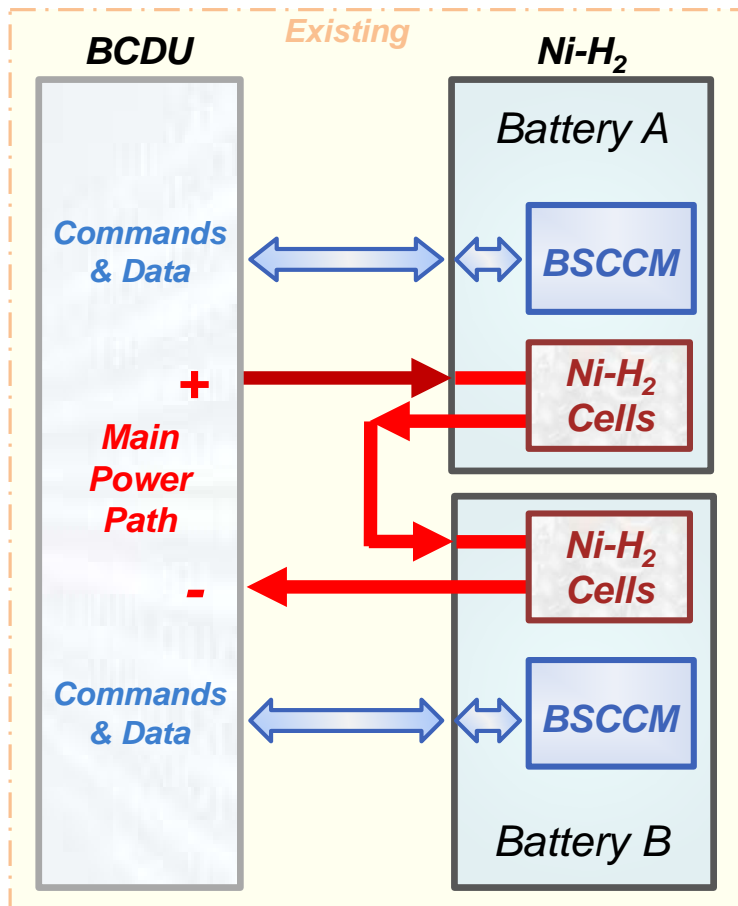 Existing
BCDU
Ni-H₂
Battery A
Commands
& Data
BSCCM
+
Main
Power
Path
-
Ni-H₂
Cells
Ni-H₂
Cells
Commands
& Data
BSCCM
Battery B